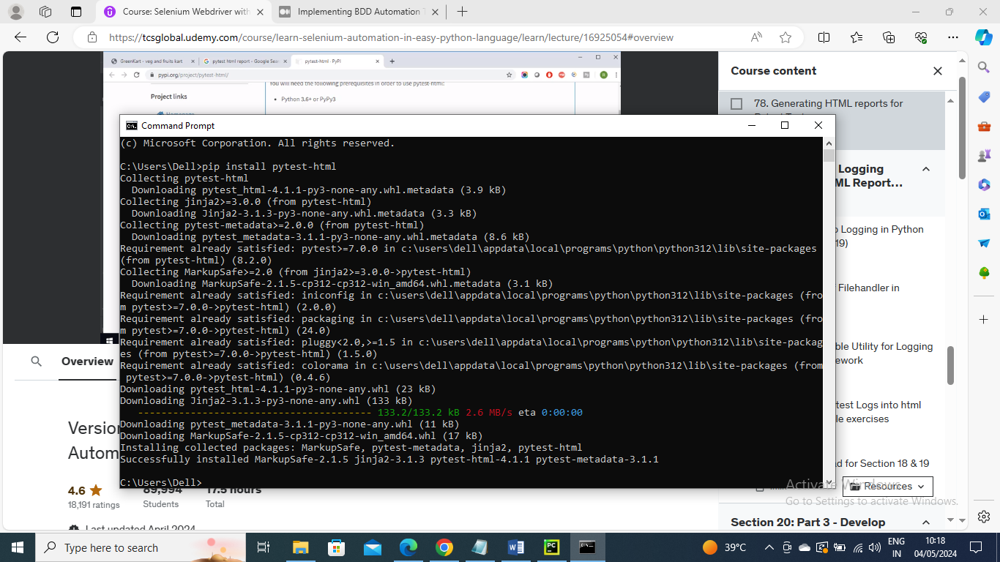 Course: Selenium Webdriver with
Implementing BDD Automation T
https://tcsglobal.udemy.com/course/learn-selenium-automation-in-easy-python-language/learn/lecture/16925054#overview
GreenKart - veg and fruits kart
pytest html report - Google Sea
pytest-html · PyPI
pypi.org/project/pytest-html/
You will need the following prerequisites in order to use pytest-html:
Project links
• Python 3.6+ or PyPy3
Homepage
Course content
78. Generating HTML reports for
Logging
ML Report...
o Logging in Python
19)
Filehandler in
ble Utility for Logging
ework
test Logs into html
le exercises
d for Section 18 & 19
Resources
Section 20: Part 3 - Develop
Command Prompt
(c) Microsoft Corporation. All rights reserved.
C:\Users\Dell>pip install pytest-html
Collecting pytest-html
  Downloading pytest_html-4.1.1-py3-none-any.whl.metadata (3.9 kB)
Collecting jinja2>=3.0.0 (from pytest-html)
  Downloading Jinja2-3.1.3-py3-none-any.whl.metadata (3.3 kB)
Collecting pytest-metadata>=2.0.0 (from pytest-html)
  Downloading pytest_metadata-3.1.1-py3-none-any.whl.metadata (8.6 kB)
Requirement already satisfied: pytest>=7.0.0 in c:\users\dell\appdata\local\programs\python\python312\lib\site-packages
(from pytest-html) (8.2.0)
Collecting MarkupSafe>=2.0 (from jinja2>=3.0.0->pytest-html)
  Downloading MarkupSafe-2.1.5-cp312-cp312-win_amd64.whl.metadata (3.1 kB)
Requirement already satisfied: iniconfig in c:\users\dell\appdata\local\programs\python\python312\lib\site-packages (fro
m pytest>=7.0.0->pytest-html) (2.0.0)
Requirement already satisfied: packaging in c:\users\dell\appdata\local\programs\python\python312\lib\site-packages (fro
m pytest>=7.0.0->pytest-html) (24.0)
Requirement already satisfied: pluggy<2.0,>=1.5 in c:\users\dell\appdata\local\programs\python\python312\lib\site-packag
es (from pytest>=7.0.0->pytest-html) (1.5.0)
Requirement already satisfied: colorama in c:\users\dell\appdata\local\programs\python\python312\lib\site-packages (from
 pytest>=7.0.0->pytest-html) (0.4.6)
Downloading pytest_html-4.1.1-py3-none-any.whl (23 kB)
Downloading Jinja2-3.1.3-py3-none-any.whl (133 kB)
   ---------------------------------------- 133.2/133.2 kB 2.6 MB/s eta 0:00:00
Downloading pytest_metadata-3.1.1-py3-none-any.whl (11 kB)
Downloading MarkupSafe-2.1.5-cp312-cp312-win_amd64.whl (17 kB)
Installing collected packages: MarkupSafe, pytest-metadata, jinja2, pytest-html
Successfully installed MarkupSafe-2.1.5 jinja2-3.1.3 pytest-html-4.1.1 pytest-metadata-3.1.1
C:\Users\Dell>
Overview
Versio
Autom
4.6
89,994
17.5 hours
18,191 ratings
Students
Total
Last updated April 2024
Activate Windows
Go to Settings to activate Windows.
Type here to search
39°C
ENG
IN
10:18
04/05/2024